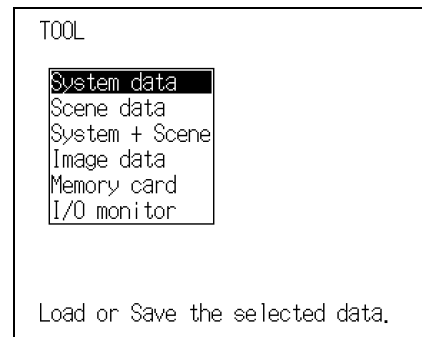 TOOL
System data
Scene data
System + Scene
Image data
Memory card
I/O monitor
Load or Save the selected data.